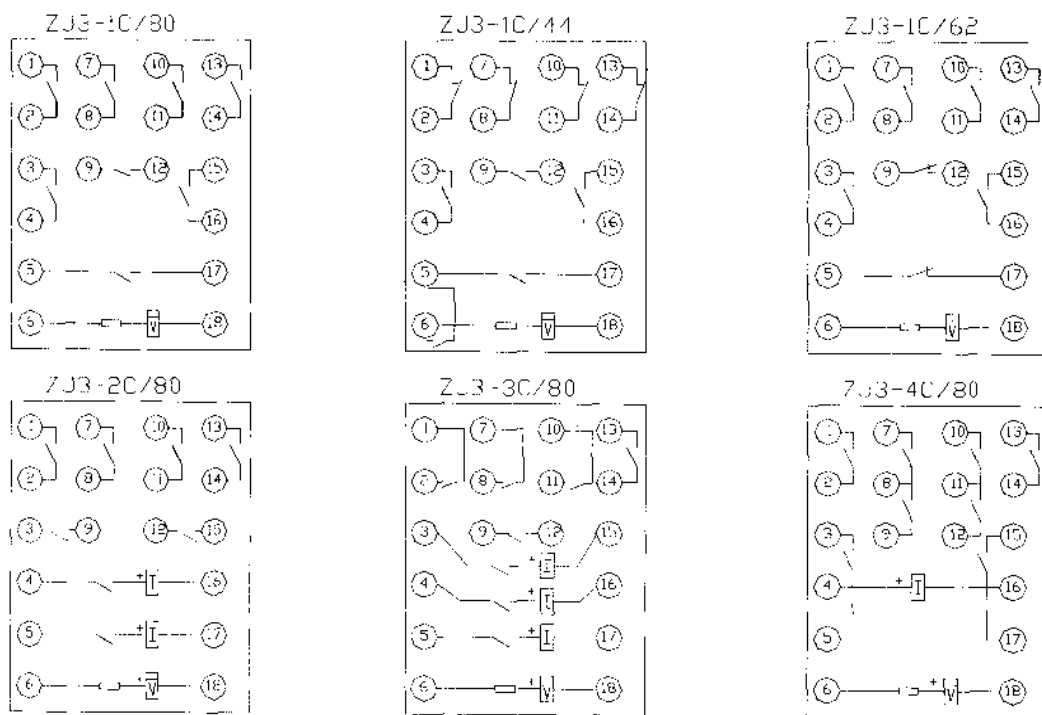 ZJ3-1C/80
ZJ3-1C/44
ZJ3-1C/62
1 7 10 13
1 7 10 13
1 7 10 13
2 8 11 14
2 8 11 14
2 8 11 14
3 9 12 15
3 9 12 15
3 9 12 15
4 16
4 16
4 16
5 17
5 17
5 17
6 V 18
6 V 18
6 V 18
ZJ3-2C/80
ZJ3-3C/80
ZJ3-4C/80
1 7 10 13
1 7 10 13
1 7 10 13
2 8 11 14
2 8 11 14
2 8 11 14
3 9 12 15
3 9 12 15
3 9 12 15
4 + I 16
+ I
4 + I 16
4 + I 16
5 + I 17
5 + I 17
5 17
6 + V 18
6 + V 18
6 + V 18